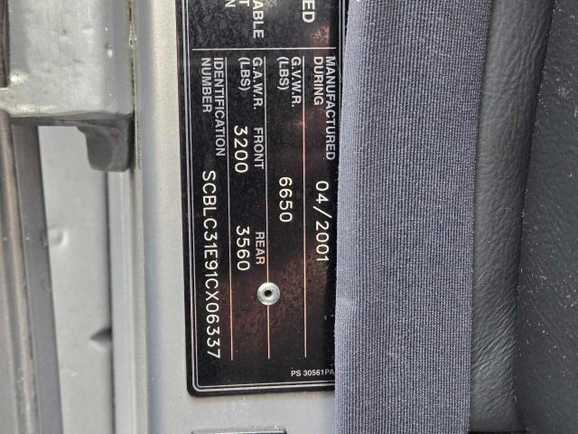 ED
ABLE
T
N
MANUFACTURED
DURING 04/2001
G.V.W.R.
(LBS) 6650
G.A.W.R. FRONT REAR
(LBS) 3200 3560
IDENTIFICATION
NUMBER SCBLC31E91CX06337
PS 30561PA